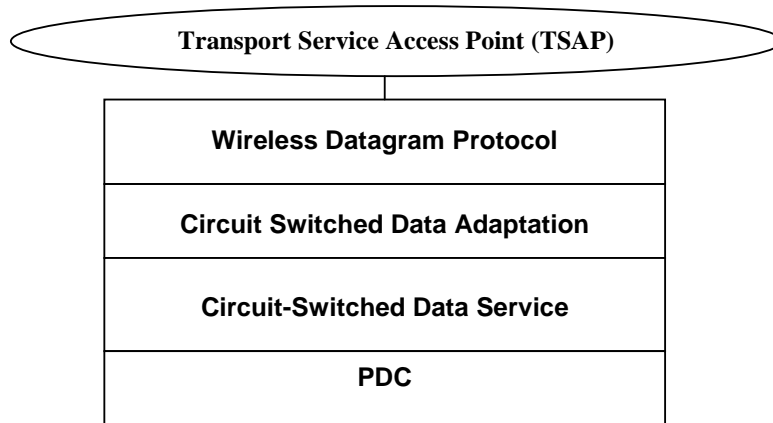 Transport Service Access Point (TSAP)
Wireless Datagram Protocol
Circuit Switched Data Adaptation
Circuit-Switched Data Service
PDC